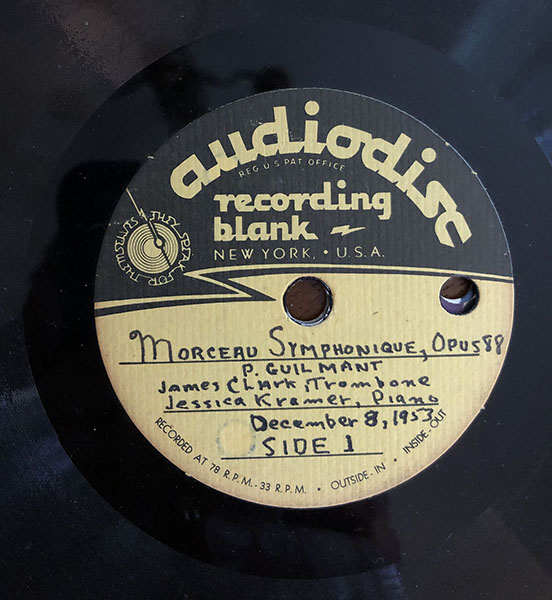 audiodisc
REG U.S PAT OFFICE
recording
blank
NEW YORK, • U.S.A.
THEY SPEAK FOR THEMSELVES
MORCEAU SYMPHONIQUE, OPUS 88
P. GUILMANT
James Clark, Trombone
Jessica Kramer, Piano
December 8, 1953
SIDE 1
RECORDED AT 78 R.P.M.-33 R.P.M. • OUTSIDE-IN • INSIDE-OUT